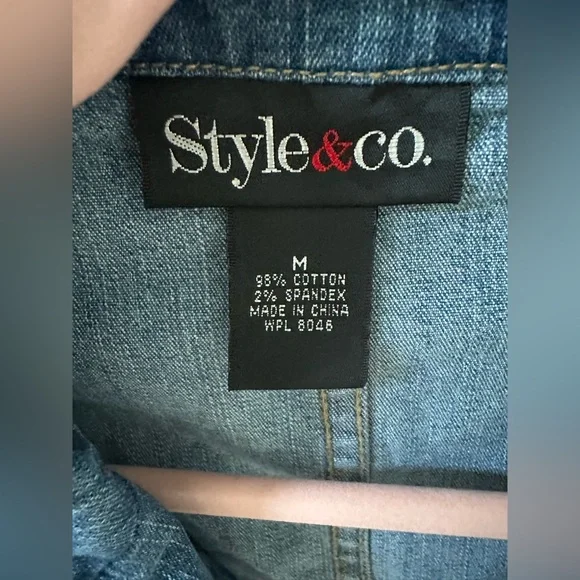 Style&co.
M
98% COTTON
2% SPANDEX
MADE IN CHINA
WPL 8046